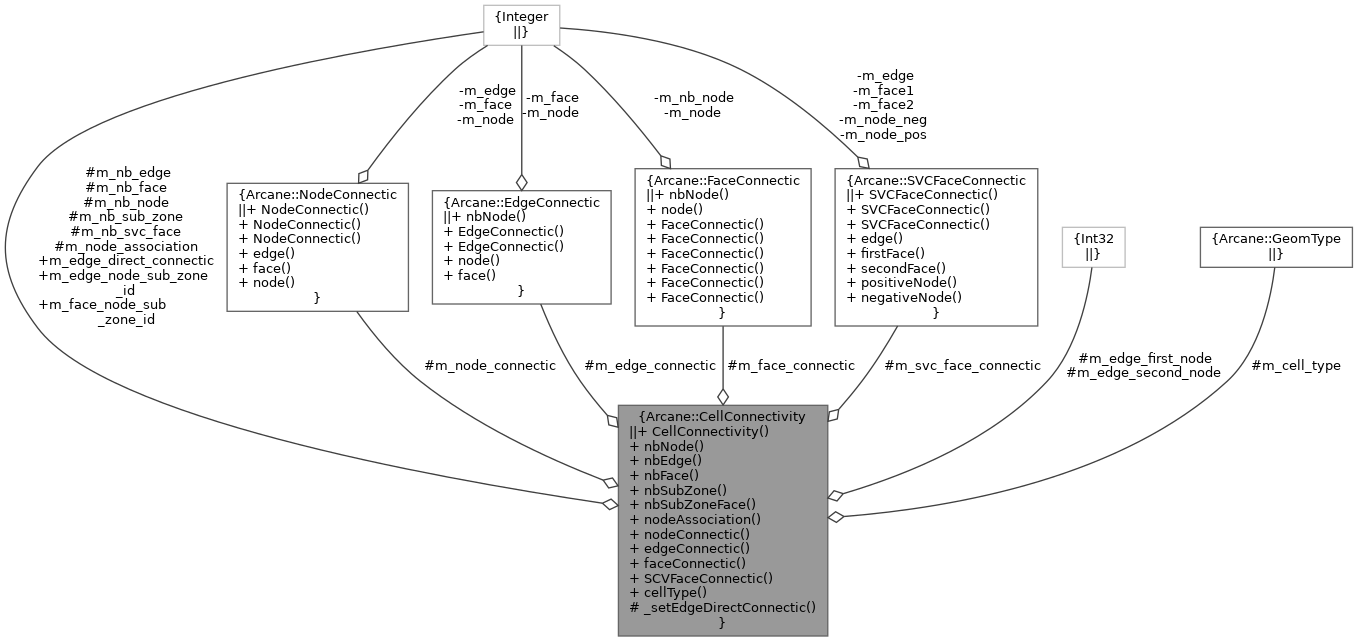 {Integer
||}
-m_edge
-m_face
-m_node
-m_face
-m_node
-m_nb_node
-m_node
-m_edge
-m_face1
-m_face2
-m_node_neg
-m_node_pos
#m_nb_edge
#m_nb_face
#m_nb_node
#m_nb_sub_zone
#m_nb_svc_face
#m_node_association
+m_edge_direct_connectic
+m_edge_node_sub_zone
_id
+m_face_node_sub
_zone_id
{Arcane::NodeConnectic
||+ NodeConnectic()
+ NodeConnectic()
+ NodeConnectic()
+ edge()
+ face()
+ node()
}
{Arcane::EdgeConnectic
||+ nbNode()
+ EdgeConnectic()
+ EdgeConnectic()
+ node()
+ face()
}
{Arcane::FaceConnectic
||+ nbNode()
+ node()
+ FaceConnectic()
+ FaceConnectic()
+ FaceConnectic()
+ FaceConnectic()
+ FaceConnectic()
+ FaceConnectic()
}
{Arcane::SVCFaceConnectic
||+ SVCFaceConnectic()
+ SVCFaceConnectic()
+ SVCFaceConnectic()
+ edge()
+ firstFace()
+ secondFace()
+ positiveNode()
+ negativeNode()
}
{Int32
||}
{Arcane::GeomType
||}
#m_node_connectic
#m_edge_connectic
#m_face_connectic
#m_svc_face_connectic
#m_edge_first_node
#m_edge_second_node
#m_cell_type
{Arcane::CellConnectivity
||+ CellConnectivity()
+ nbNode()
+ nbEdge()
+ nbFace()
+ nbSubZone()
+ nbSubZoneFace()
+ nodeAssociation()
+ nodeConnectic()
+ edgeConnectic()
+ faceConnectic()
+ SCVFaceConnectic()
+ cellType()
# _setEdgeDirectConnectic()
}